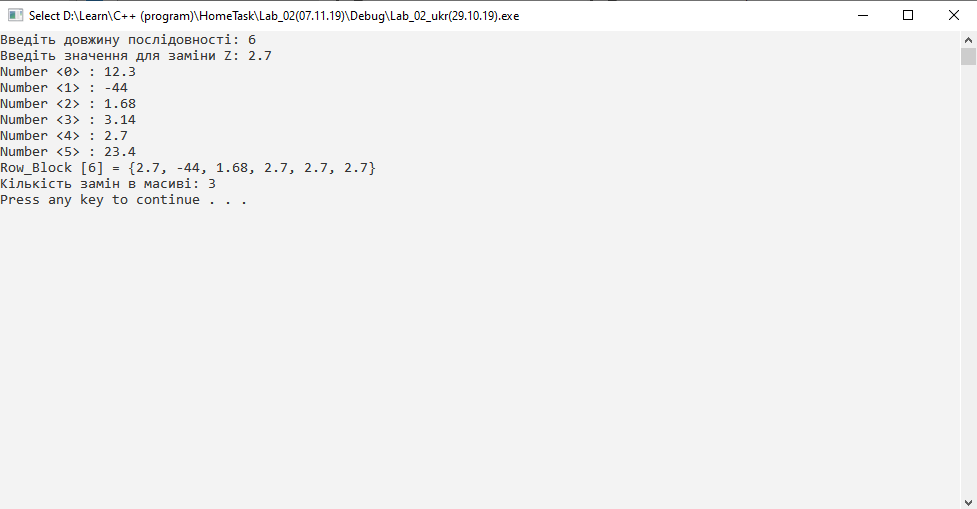 Select D:\Learn\C++ (program)\HomeTask\Lab_02(07.11.19)\Debug\Lab_02_ukr(29.10.19).exe
Введіть довжину послідовності: 6
Введіть значення для заміни Z: 2.7
Number <0> : 12.3
Number <1> : -44
Number <2> : 1.68
Number <3> : 3.14
Number <4> : 2.7
Number <5> : 23.4
Row_Block [6] = {2.7, -44, 1.68, 2.7, 2.7, 2.7}
Кількість замін в масиві: 3
Press any key to continue . . .